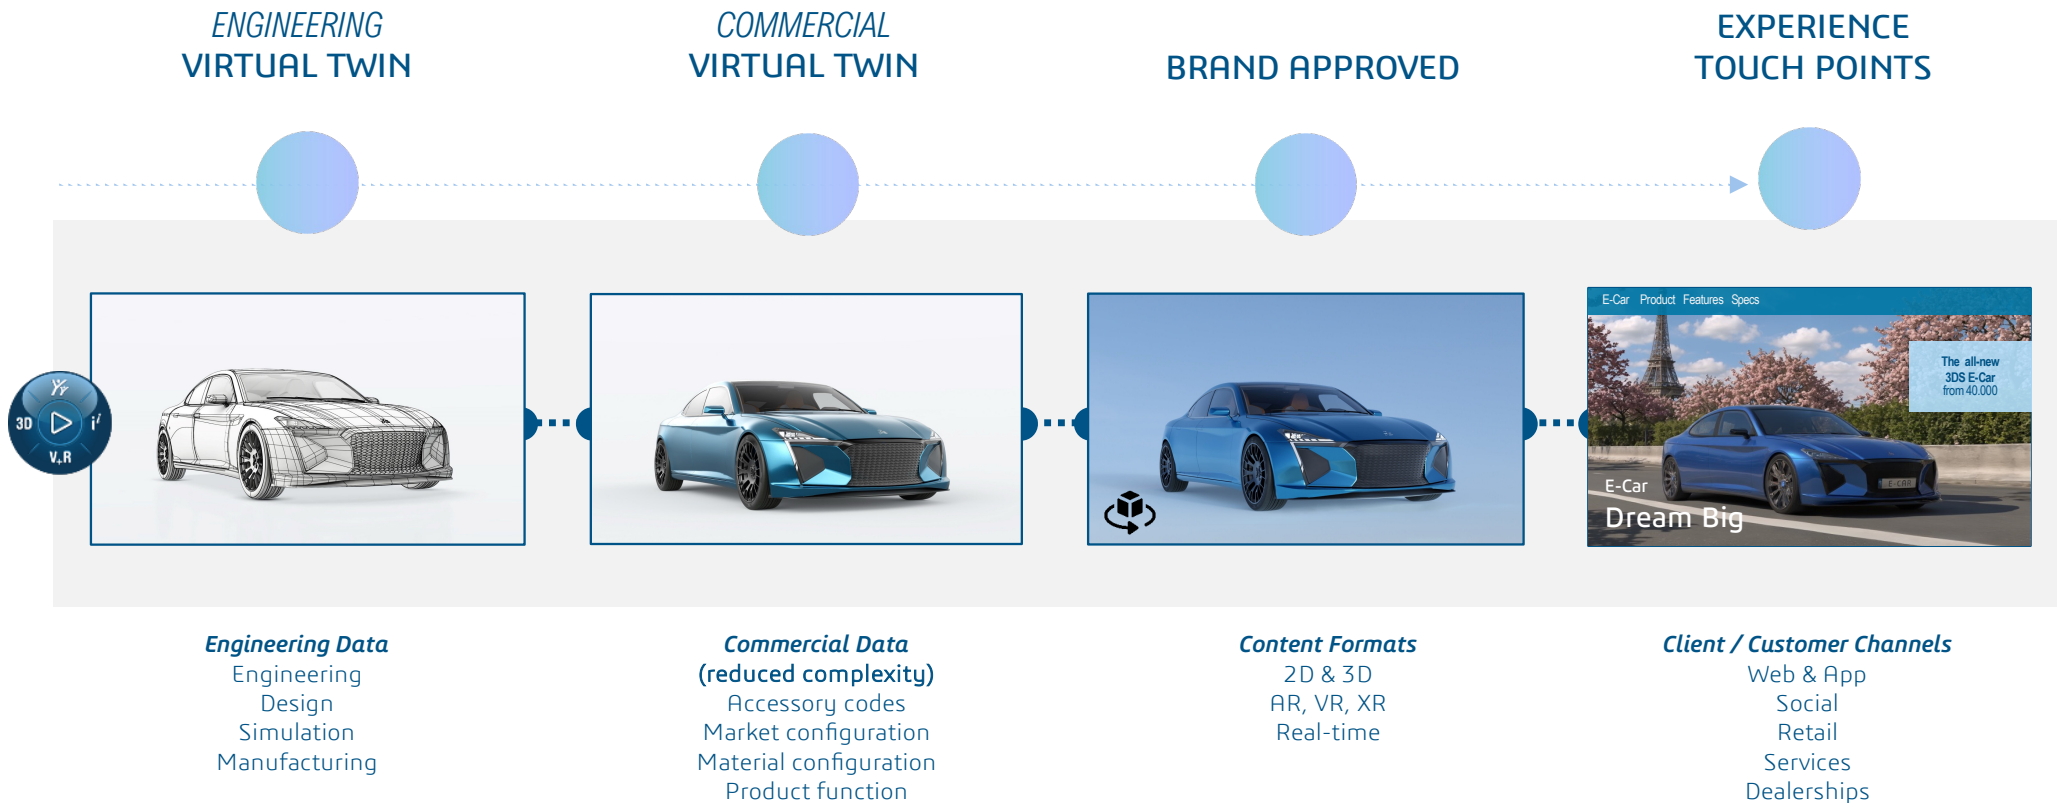 ENGINEERING
VIRTUAL TWIN
COMMERCIAL
VIRTUAL TWIN
BRAND APPROVED
EXPERIENCE
TOUCH POINTS
3D
V+R
E-Car Product Features Specs
The all-new
3DS E-Car
from 40.000
E-CAR
E-Car
Dream Big
Engineering Data
Engineering
Design
Simulation
Manufacturing
Commercial Data
(reduced complexity)
Accessory codes
Market configuration
Material configuration
Product function
Content Formats
2D & 3D
AR, VR, XR
Real-time
Client / Customer Channels
Web & App
Social
Retail
Services
Dealerships